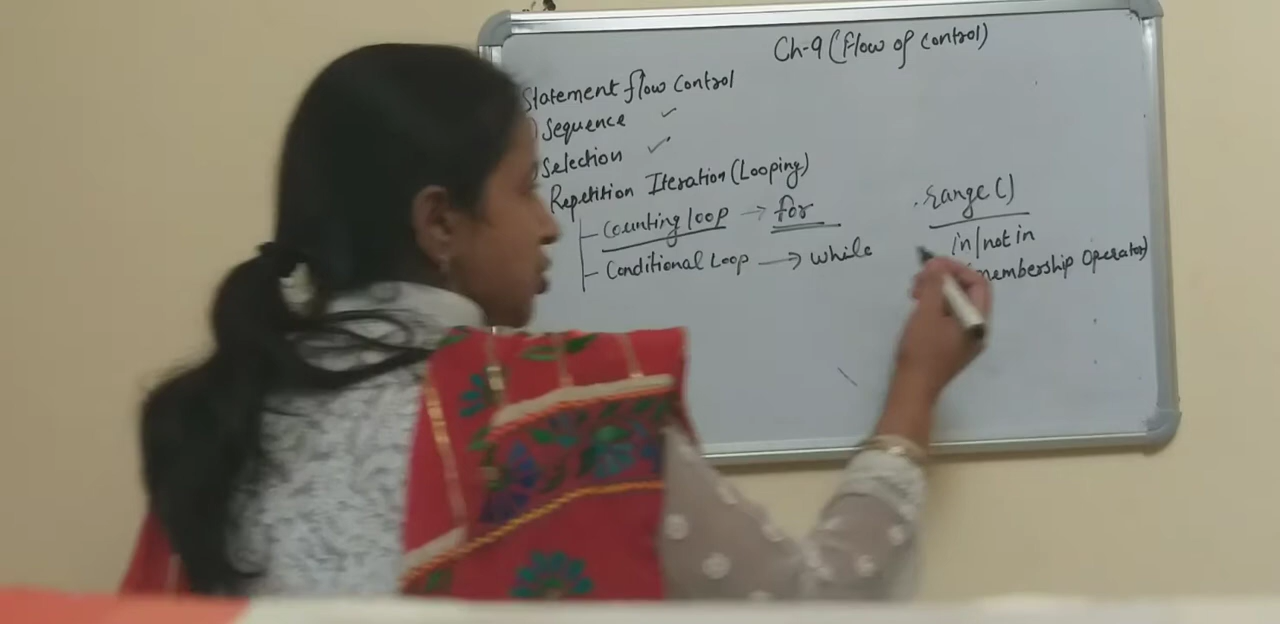 Ch-9 (Flow of Control)
Statement flow Control
) Sequence ✓
) Selection ✓
Repetition Iteration (Looping)
Counting loop → for
Conditional Loop → while
range ()
in/not in
(membership operator)